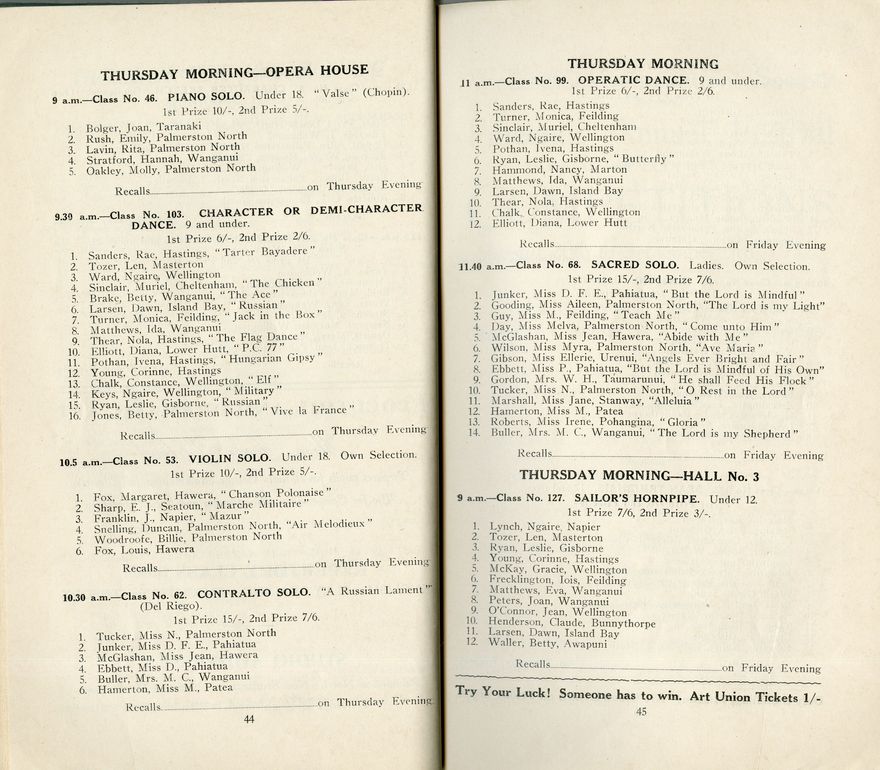 THURSDAY MORNING—OPERA HOUSE
9 a.m.—Class No. 46. PIANO SOLO. Under 18. "Valse" (Chopin).
1st Prize 10/-, 2nd Prize 5/-.
1. Bolger, Joan, Taranaki
2. Rush, Emily, Palmerston North
3. Lavin, Rita, Palmerston North
4. Stratford, Hannah, Wanganui
5. Oakley, Molly, Palmerston North
Recalls on Thursday Evening
9.30 a.m.—Class No. 103. CHARACTER OR DEMI-CHARACTER
DANCE. 9 and under.
1st Prize 6/-, 2nd Prize 2/6.
1. Sanders, Rae, Hastings, "Tarter Bayadere"
2. Tozer, Len, Masterton
3. Ward, Ngaire, Wellington
4. Sinclair, Muriel, Cheltenham, "The Chicken"
5. Brake, Betty, Wanganui, "The Ace"
6. Larsen, Dawn, Island Bay, "Russian"
7. Turner, Monica, Feilding, "Jack in the Box"
8. Matthews, Ida, Wanganui
9. Thear, Nola, Hastings, "The Flag Dance"
10. Elliott, Diana, Lower Hutt, "P.C. 77"
11. Pothan, Ivena, Hastings, "Hungarian Gipsy"
12. Young, Corinne, Hastings
13. Chalk, Constance, Wellington, "Elf"
14. Keys, Ngaire, Wellington, "Military"
15. Ryan, Leslie, Gisborne, "Russian"
16. Jones, Betty, Palmerston North, "Vive la France"
Recalls on Thursday Evening
10.5 a.m.—Class No. 53. VIOLIN SOLO. Under 18. Own Selection.
1st Prize 10/-, 2nd Prize 5/-.
1. Fox, Margaret, Hawera, "Chanson Polonaise"
2. Sharp, E. J., Seatoun, "Marche Militaire"
3. Franklin, J., Napier, "Mazur"
4. Snelling, Duncan, Palmerston North, "Air Melodieux"
5. Woodroofe, Billie, Palmerston North
6. Fox, Louis, Hawera
Recalls on Thursday Evening
10.30 a.m.—Class No. 62. CONTRALTO SOLO. "A Russian Lament"
(Del Riego).
1st Prize 15/-, 2nd Prize 7/6.
1. Tucker, Miss N., Palmerston North
2. Junker, Miss D. F. E., Pahiatua
3. McGlashan, Miss Jean, Hawera
4. Ebbett, Miss D., Pahiatua
5. Buller, Mrs. M. C., Wanganui
6. Hamerton, Miss M., Patea
Recalls on Thursday Evening
44
THURSDAY MORNING
11 a.m.—Class No. 99. OPERATIC DANCE. 9 and under.
1st Prize 6/-, 2nd Prize 2/6.
1. Sanders, Rae, Hastings
2. Turner, Monica, Feilding
3. Sinclair, Muriel, Cheltenham
4. Ward, Ngaire, Wellington
5. Pothan, Ivena, Hastings
6. Ryan, Leslie, Gisborne, "Butterfly"
7. Hammond, Nancy, Marton
8. Matthews, Ida, Wanganui
9. Larsen, Dawn, Island Bay
10. Thear, Nola, Hastings
11. Chalk, Constance, Wellington
12. Elliott, Diana, Lower Hutt
Recalls on Friday Evening
11.40 a.m.—Class No. 68. SACRED SOLO. Ladies. Own Selection.
1st Prize 15/-, 2nd Prize 7/6.
1. Junker, Miss D. F. E., Pahiatua, "But the Lord is Mindful"
2. Gooding, Miss Aileen, Palmerston North, "The Lord is my Light"
3. Guy, Miss M., Feilding, "Teach Me"
4. Day, Miss Melva, Palmerston North, "Come unto Him"
5. McGlashan, Miss Jean, Hawera, "Abide with Me"
6. Wilson, Miss Myra, Palmerston North, "Ave Maria"
7. Gibson, Miss Ellerie, Urenui, "Angels Ever Bright and Fair"
8. Ebbett, Miss P., Pahiatua, "But the Lord is Mindful of His Own"
9. Gordon, Mrs. W. H., Taumarunui, "He shall Feed His Flock"
10. Tucker, Miss N., Palmerston North, "O Rest in the Lord"
11. Marshall, Miss Jane, Stanway, "Alleluia"
12. Hamerton, Miss M., Patea
13. Roberts, Miss Irene, Pohangina, "Gloria"
14. Buller, Mrs. M. C., Wanganui, "The Lord is my Shepherd"
Recalls on Friday Evening
THURSDAY MORNING—HALL No. 3
9 a.m.—Class No. 127. SAILOR'S HORNPIPE. Under 12.
1st Prize 7/6, 2nd Prize 3/-.
1. Lynch, Ngaire, Napier
2. Tozer, Len, Masterton
3. Ryan, Leslie, Gisborne
4. Young, Corinne, Hastings
5. McKay, Gracie, Wellington
6. Frecklington, Iois, Feilding
7. Matthews, Eva, Wanganui
8. Peters, Joan, Wanganui
9. O'Connor, Jean, Wellington
10. Henderson, Claude, Bunnythorpe
11. Larsen, Dawn, Island Bay
12. Waller, Betty, Awapuni
Recalls on Friday Evening
Try Your Luck! Someone has to win. Art Union Tickets 1/-
45